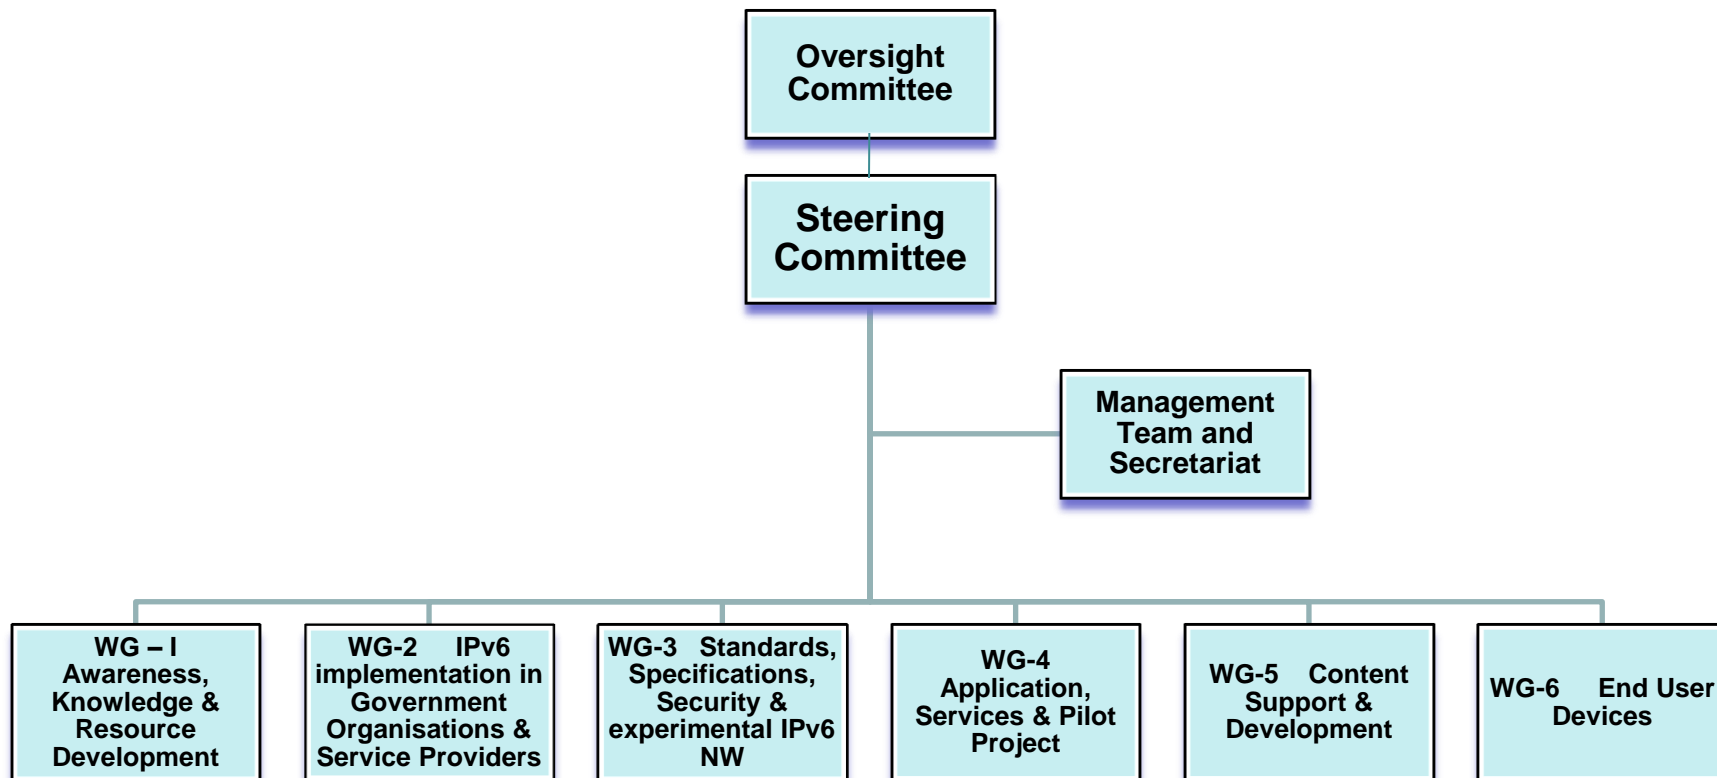 Oversight
Committee
Steering
Committee
Management
Team and
Secretariat
WG – I
Awareness,
Knowledge &
Resource
Development
WG-2 IPv6
implementation in
Government
Organisations &
Service Providers
WG-3 Standards,
Specifications,
Security &
experimental IPv6
NW
WG-4
Application,
Services & Pilot
Project
WG-5 Content
Support &
Development
WG-6 End User
Devices